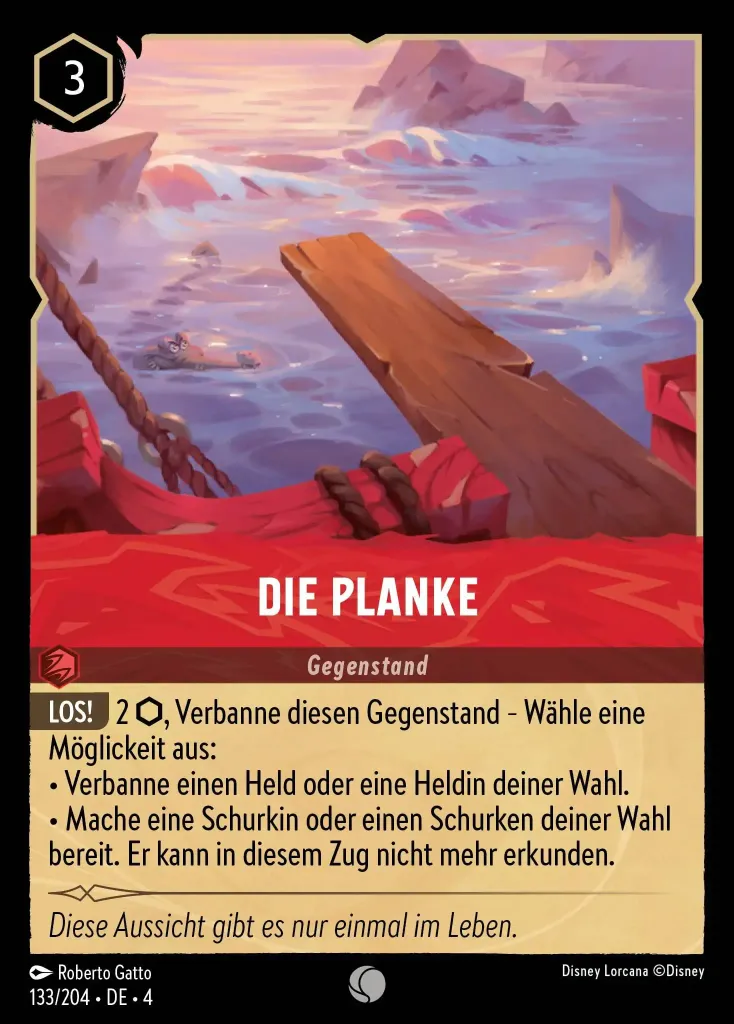 3
DIE PLANKE
Gegenstand
LOS! 2 ⬡, Verbanne diesen Gegenstand - Wähle eine
Möglickeit aus:
• Verbanne einen Held oder eine Heldin deiner Wahl.
• Mache eine Schurkin oder einen Schurken deiner Wahl
bereit. Er kann in diesem Zug nicht mehr erkunden.
Diese Aussicht gibt es nur einmal im Leben.
Roberto Gatto
Disney Lorcana ©Disney
133/204 • DE • 4